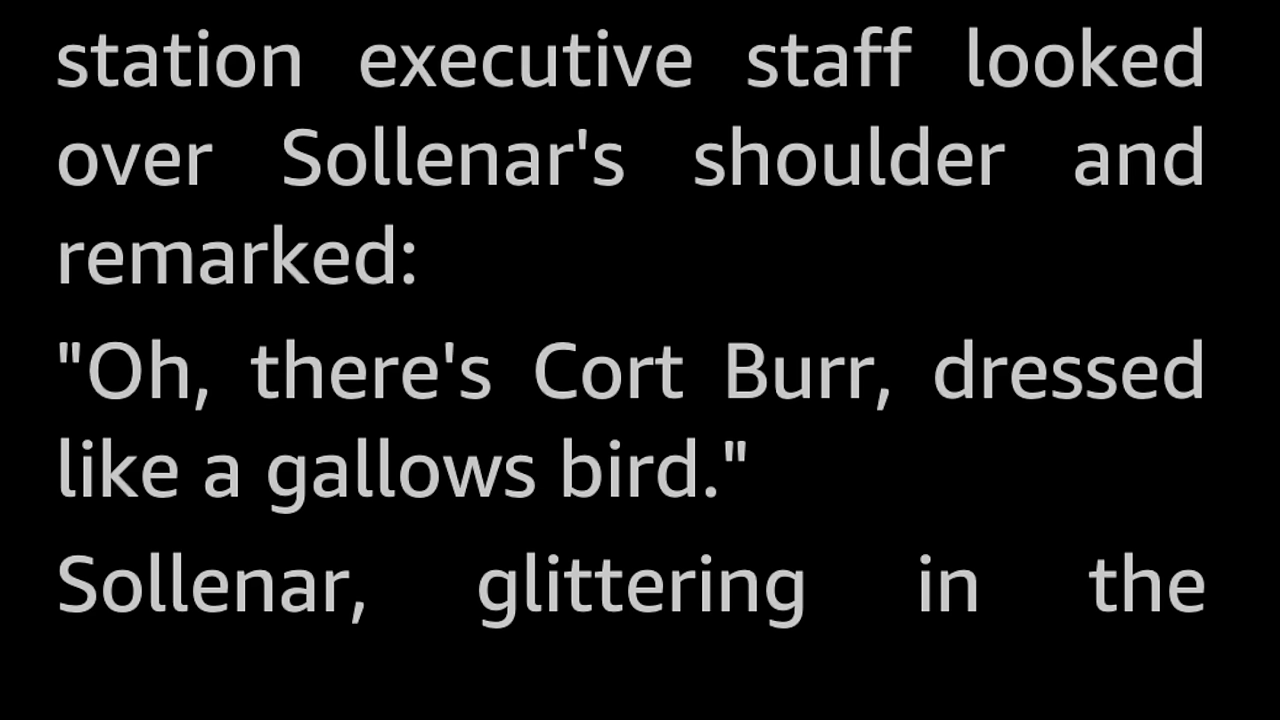 station executive staff looked
over Sollenar's shoulder and
remarked:
"Oh, there's Cort Burr, dressed
like a gallows bird."
Sollenar, glittering in the